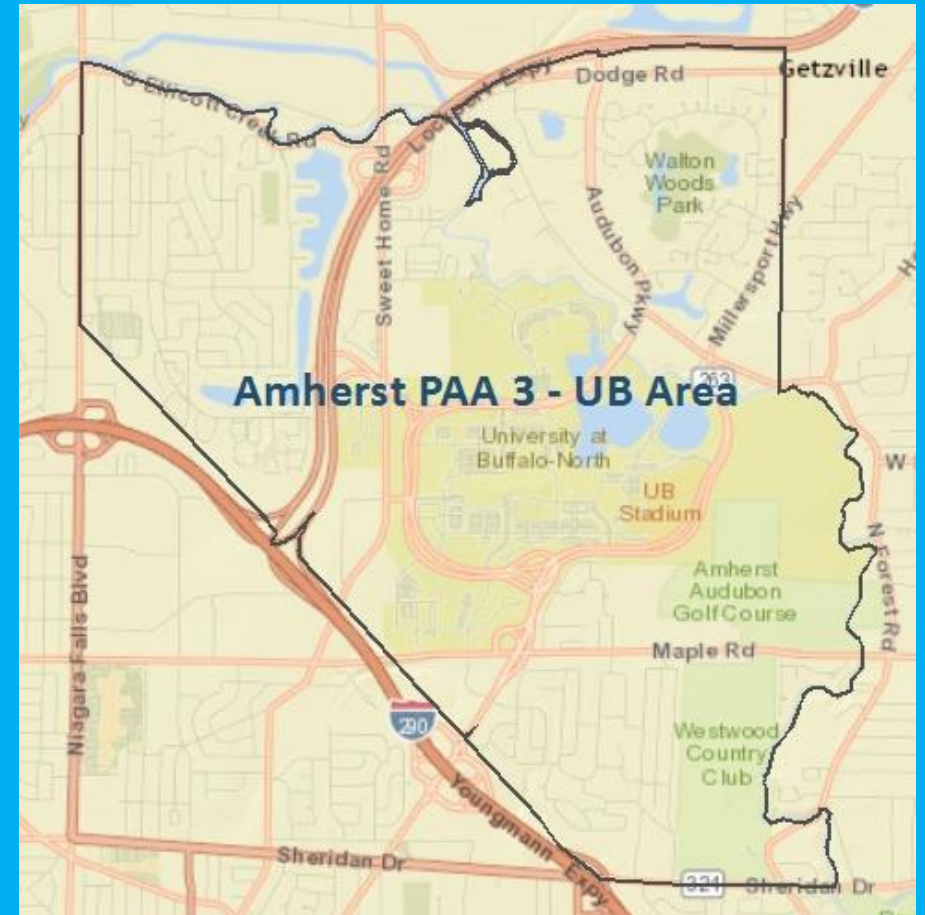 Getzville
Dodge Rd
Lockport Expy
S Ellicott Creek Rd
Walton
Woods
Park
Sweet Home Rd
Audubon Pkwy
Millersport Hwy
263
Amherst PAA 3 - UB Area
University at
Buffalo-North
UB
Stadium
W
N Forest Rd
Amherst
Audubon
Golf Course
Maple Rd
Niagara Falls Blvd
290
Westwood
Country
Club
Youngmann Expy
Sheridan Dr
324
Sheridan Dr